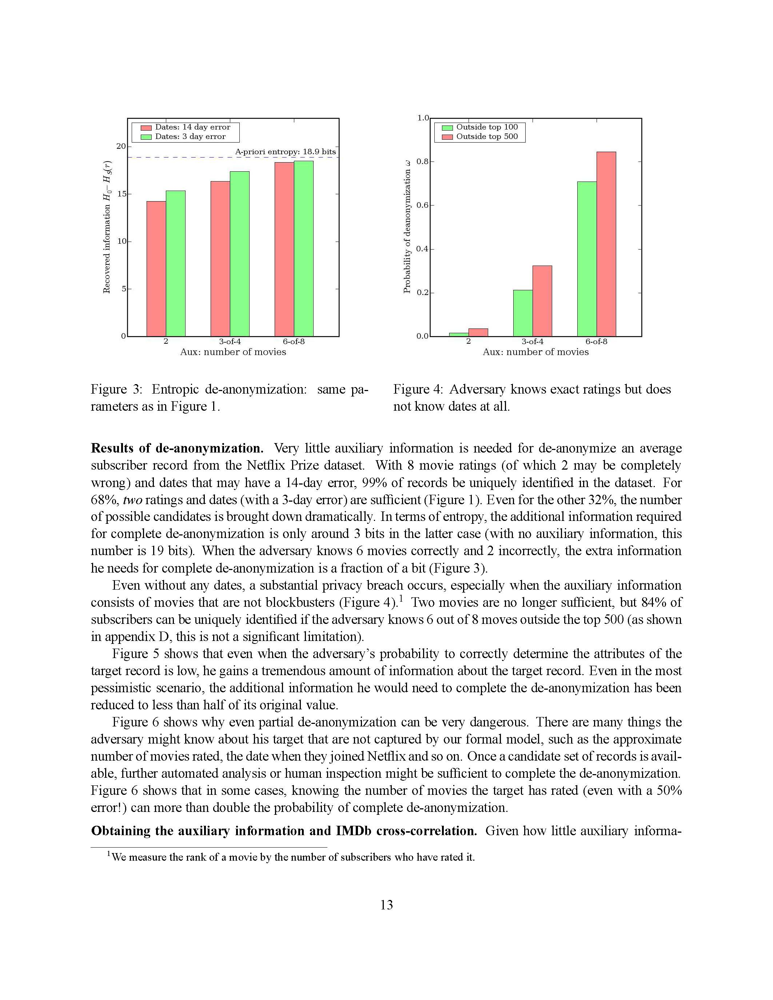 Dates: 14 day error
Dates: 3 day error
A-priori entropy: 18.9 bits
Recovered information H0– HS(r)
20
15
10
5
0
2 3-of-4 6-of-8
Aux: number of movies
Outside top 100
Outside top 500
Probability of deanonymization ω
1.0
0.8
0.6
0.4
0.2
0.0
2 3-of-4 6-of-8
Aux: number of movies
Figure 3: Entropic de-anonymization: same pa-
rameters as in Figure 1.
Figure 4: Adversary knows exact ratings but does
not know dates at all.
Results of de-anonymization. Very little auxiliary information is needed for de-anonymize an average
subscriber record from the Netflix Prize dataset. With 8 movie ratings (of which 2 may be completely
wrong) and dates that may have a 14-day error, 99% of records be uniquely identified in the dataset. For
68%, two ratings and dates (with a 3-day error) are sufficient (Figure 1). Even for the other 32%, the number
of possible candidates is brought down dramatically. In terms of entropy, the additional information required
for complete de-anonymization is only around 3 bits in the latter case (with no auxiliary information, this
number is 19 bits). When the adversary knows 6 movies correctly and 2 incorrectly, the extra information
he needs for complete de-anonymization is a fraction of a bit (Figure 3).
Even without any dates, a substantial privacy breach occurs, especially when the auxiliary information
consists of movies that are not blockbusters (Figure 4).1 Two movies are no longer sufficient, but 84% of
subscribers can be uniquely identified if the adversary knows 6 out of 8 moves outside the top 500 (as shown
in appendix D, this is not a significant limitation).
Figure 5 shows that even when the adversary's probability to correctly determine the attributes of the
target record is low, he gains a tremendous amount of information about the target record. Even in the most
pessimistic scenario, the additional information he would need to complete the de-anonymization has been
reduced to less than half of its original value.
Figure 6 shows why even partial de-anonymization can be very dangerous. There are many things the
adversary might know about his target that are not captured by our formal model, such as the approximate
number of movies rated, the date when they joined Netflix and so on. Once a candidate set of records is avail-
able, further automated analysis or human inspection might be sufficient to complete the de-anonymization.
Figure 6 shows that in some cases, knowing the number of movies the target has rated (even with a 50%
error!) can more than double the probability of complete de-anonymization.
Obtaining the auxiliary information and IMDb cross-correlation. Given how little auxiliary informa-
1We measure the rank of a movie by the number of subscribers who have rated it.
13